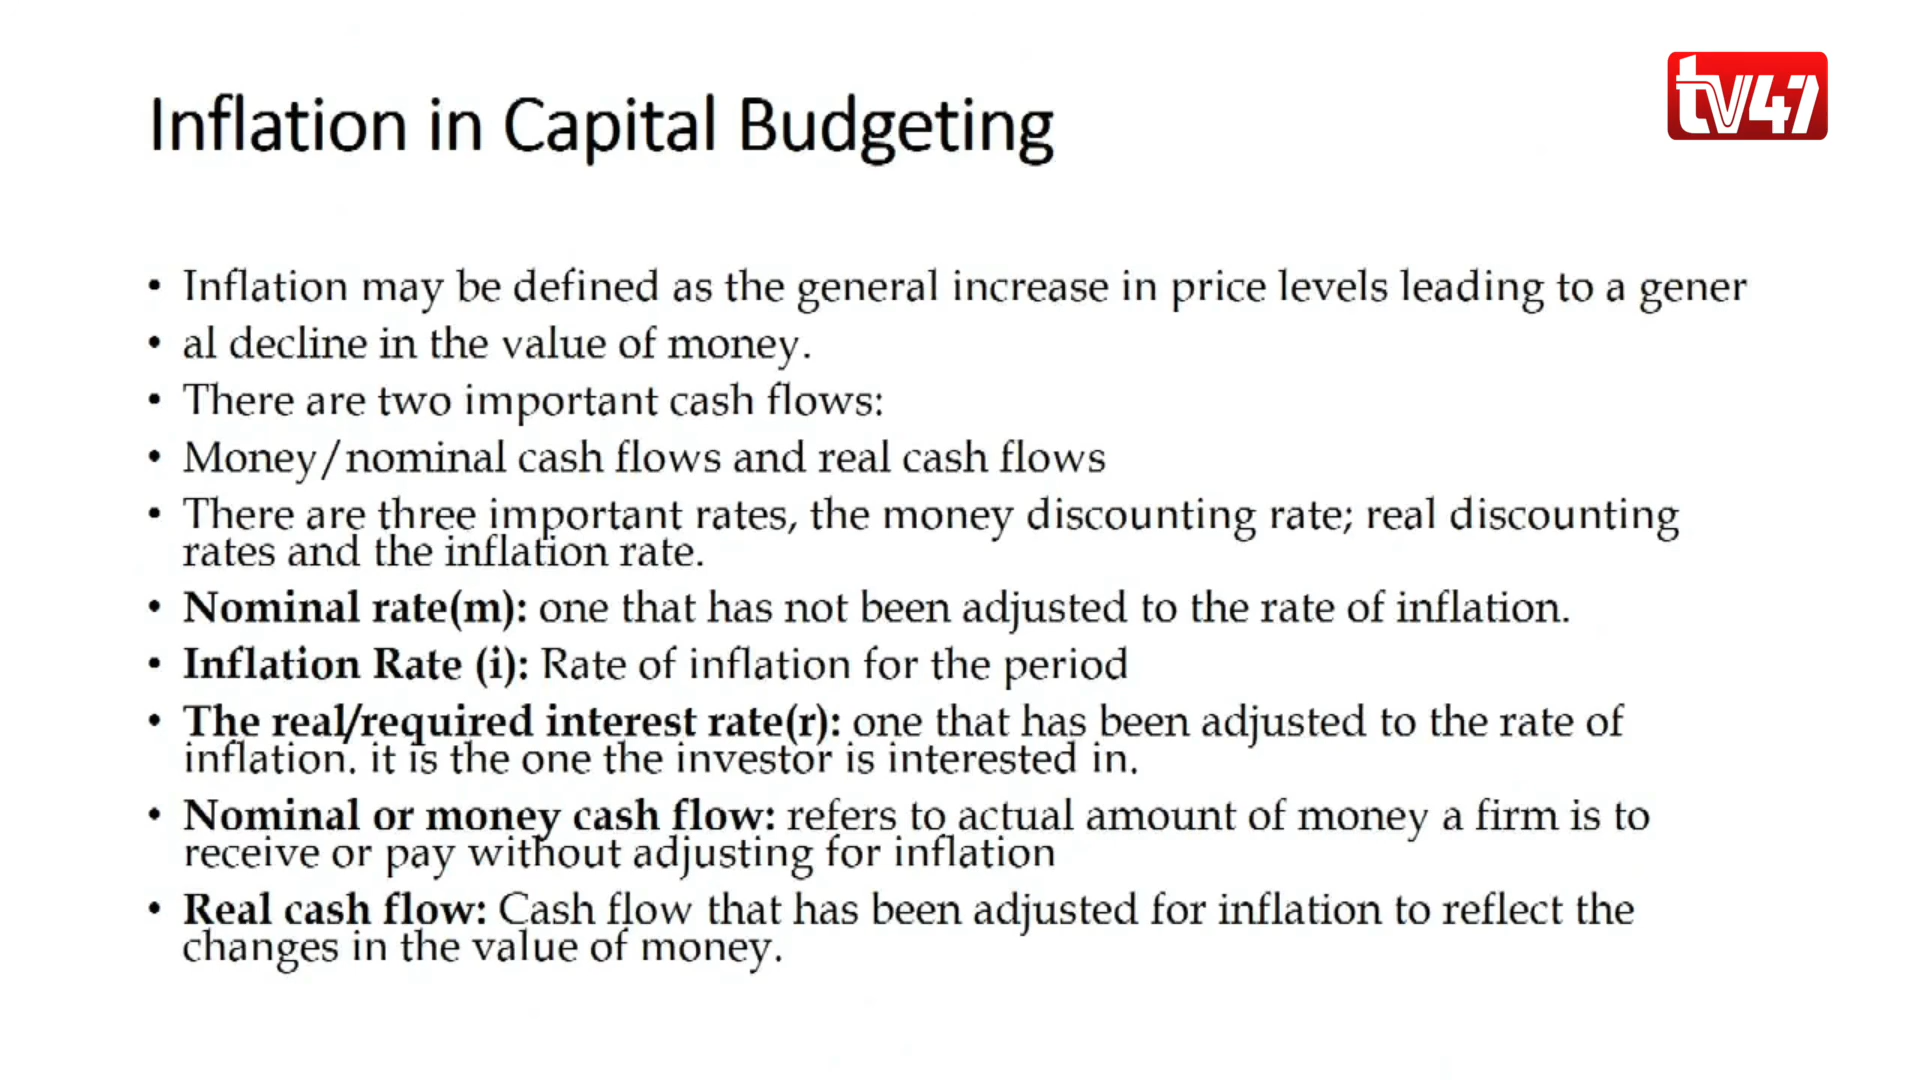 Inflation in Capital Budgeting
tv47
• Inflation may be defined as the general increase in price levels leading to a gener
• al decline in the value of money.
• There are two important cash flows:
• Money/nominal cash flows and real cash flows
• There are three important rates, the money discounting rate; real discounting
rates and the inflation rate.
• Nominal rate(m): one that has not been adjusted to the rate of inflation.
• Inflation Rate (i): Rate of inflation for the period
• The real/required interest rate(r): one that has been adjusted to the rate of
inflation. it is the one the investor is interested in.
• Nominal or money cash flow: refers to actual amount of money a firm is to
receive or pay without adjusting for inflation
• Real cash flow: Cash flow that has been adjusted for inflation to reflect the
changes in the value of money.